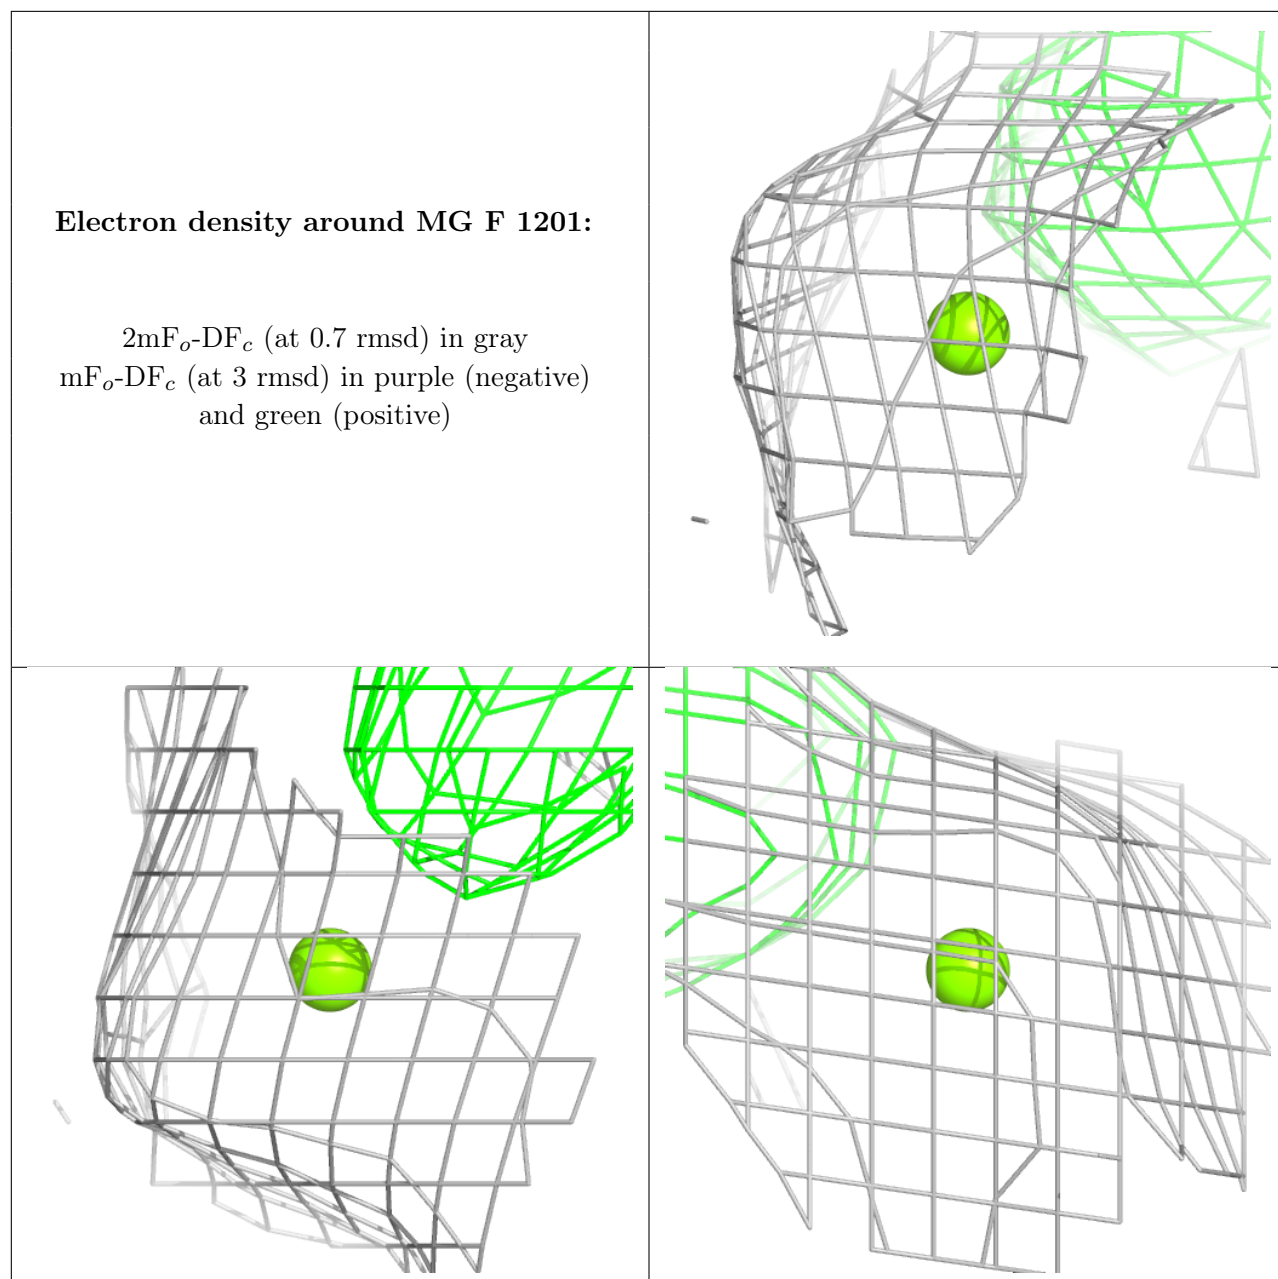 Electron density around MG F 1201:
2mFo-DFc (at 0.7 rmsd) in gray
mFo-DFc (at 3 rmsd) in purple (negative)
and green (positive)